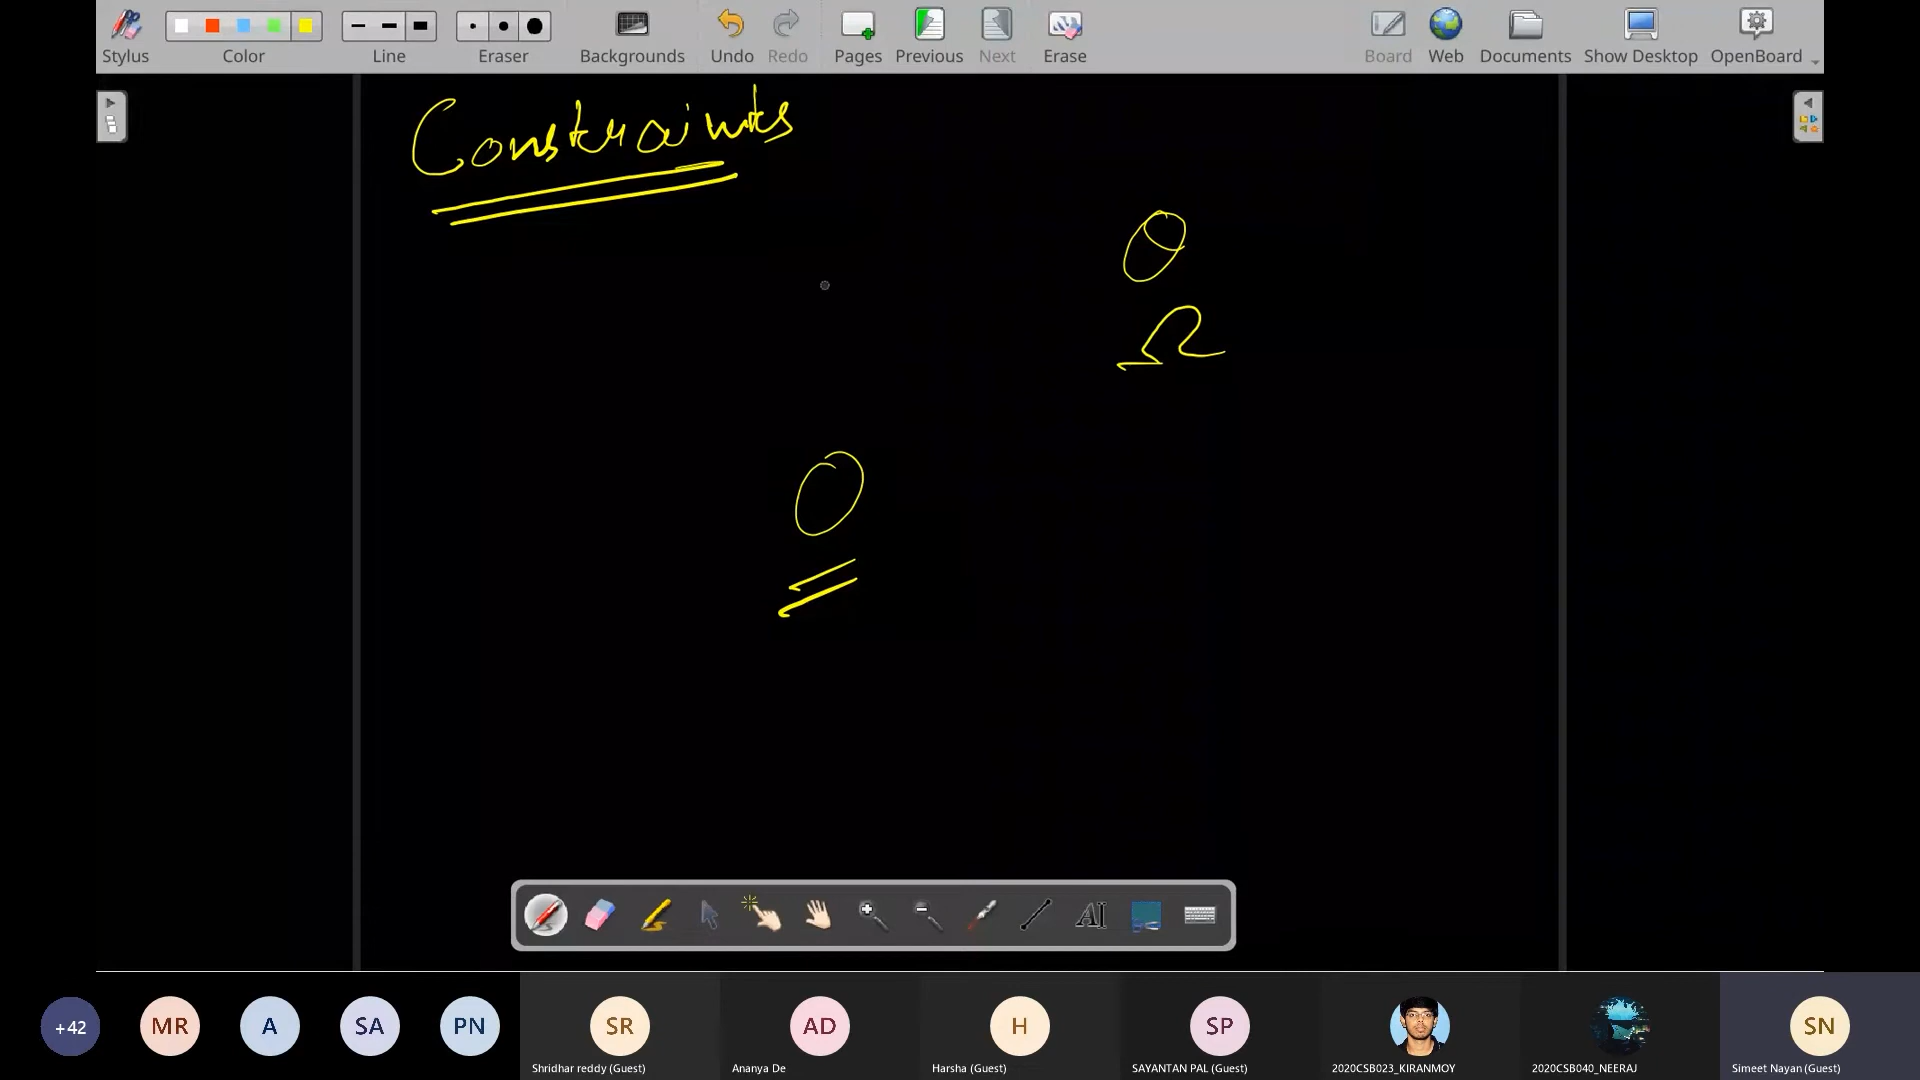 Stylus Color Line Eraser Backgrounds Undo Redo Pages Previous Next Erase Board Web Documents Show Desktop OpenBoard
Constraints
θ
Ω
O
AI
+42 MR A SA PN SR AD H SP SN
Shridhar reddy (Guest) Ananya De Harsha (Guest) SAYANTAN PAL (Guest) 2020CSB023_KIRANMOY 2020CSB040_NEERAJ Simeet Nayan (Guest)